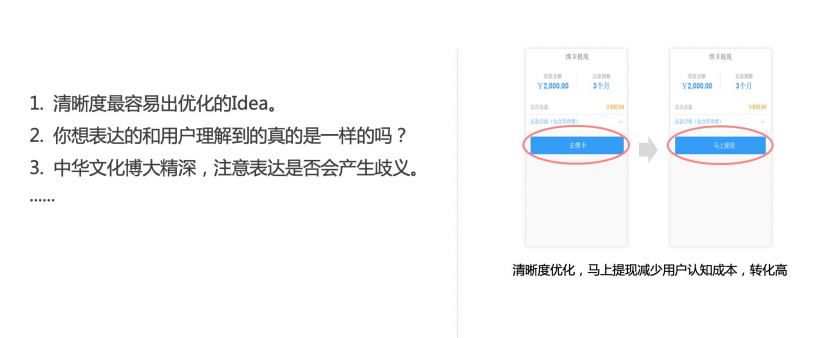 1. 清晰度最容易出优化的Idea。
2. 你想表达的和用户理解到的真的是一样的吗？
3. 中华文化博大精深，注意表达是否会产生歧义。
......
绑卡提现
借款金额 还款期数
￥2,000.00 3个月
首次还款 ￥800.04
还款详情（包含管理费）
去绑卡
绑卡提现
借款金额 还款期数
￥2,000.00 3个月
首次还款 ￥800.04
还款详情（包含管理费）
马上提现
清晰度优化，马上提现减少用户认知成本，转化高